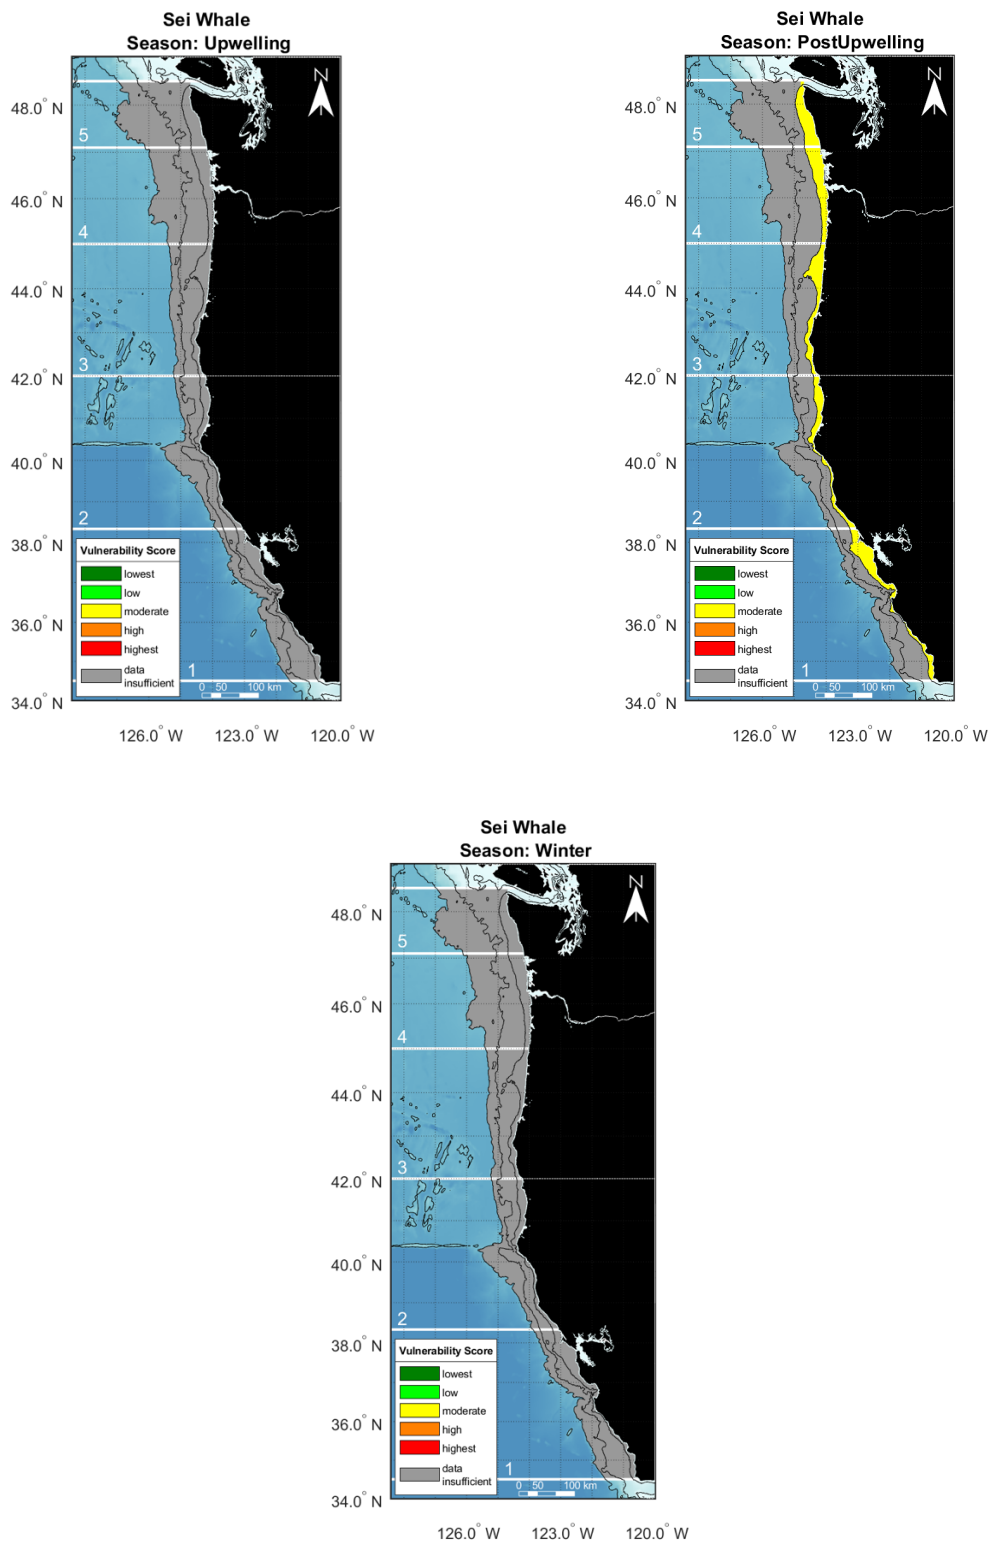 Sei Whale
Season: Upwelling
N
48.0° N
5
46.0° N
4
44.0° N
3
42.0° N
40.0° N
2
38.0° N
Vulnerability Score
lowest
low
moderate
high
highest
data
insufficient
36.0° N
1
0 50 100 km
34.0° N
126.0° W 123.0° W 120.0° W
Sei Whale
Season: PostUpwelling
N
48.0° N
5
46.0° N
4
44.0° N
3
42.0° N
40.0° N
2
38.0° N
Vulnerability Score
lowest
low
moderate
high
highest
data
insufficient
36.0° N
1
0 50 100 km
34.0° N
126.0° W 123.0° W 120.0° W
Sei Whale
Season: Winter
N
48.0° N
5
46.0° N
4
44.0° N
3
42.0° N
40.0° N
2
38.0° N
Vulnerability Score
lowest
low
moderate
high
highest
data
insufficient
36.0° N
1
0 50 100 km
34.0° N
126.0° W 123.0° W 120.0° W